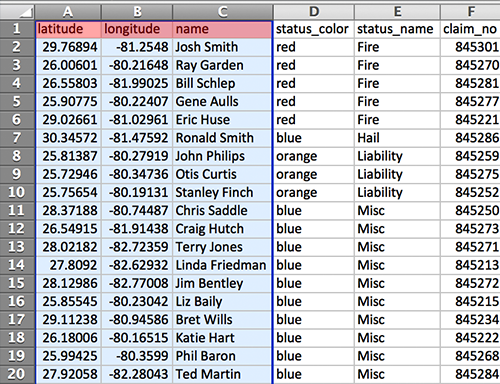 A B C D E F
1 latitude longitude name status_color status_name claim_no
2 29.76894 -81.2548 Josh Smith red Fire 845301
3 26.00601 -80.21648 Ray Garden red Fire 845270
4 26.55803 -81.99025 Bill Schlep red Fire 845281
5 25.90775 -80.22407 Gene Aulls red Fire 845277
6 29.02661 -81.02961 Eric Huse red Fire 845221
7 30.34572 -81.47592 Ronald Smith blue Hail 845286
8 25.81387 -80.27919 John Philips orange Liability 845259
9 25.72946 -80.34736 Otis Curtis orange Liability 845275
10 25.75654 -80.19131 Stanley Finch orange Liability 845252
11 28.37188 -80.74487 Chris Saddle blue Misc 845250
12 26.54915 -81.91438 Craig Hutch blue Misc 845273
13 28.02182 -82.72359 Terry Jones blue Misc 845271
14 27.8092 -82.62932 Linda Friedman blue Misc 845213
15 28.12986 -82.77008 Jim Bentley blue Misc 845272
16 25.85545 -80.23042 Liz Baily blue Misc 845215
17 29.11238 -80.94586 Bret Wills blue Misc 845234
18 26.18006 -80.16515 Katie Hart blue Misc 845222
19 25.99425 -80.3599 Phil Baron blue Misc 845268
20 27.92058 -82.28043 Ted Martin blue Misc 845284